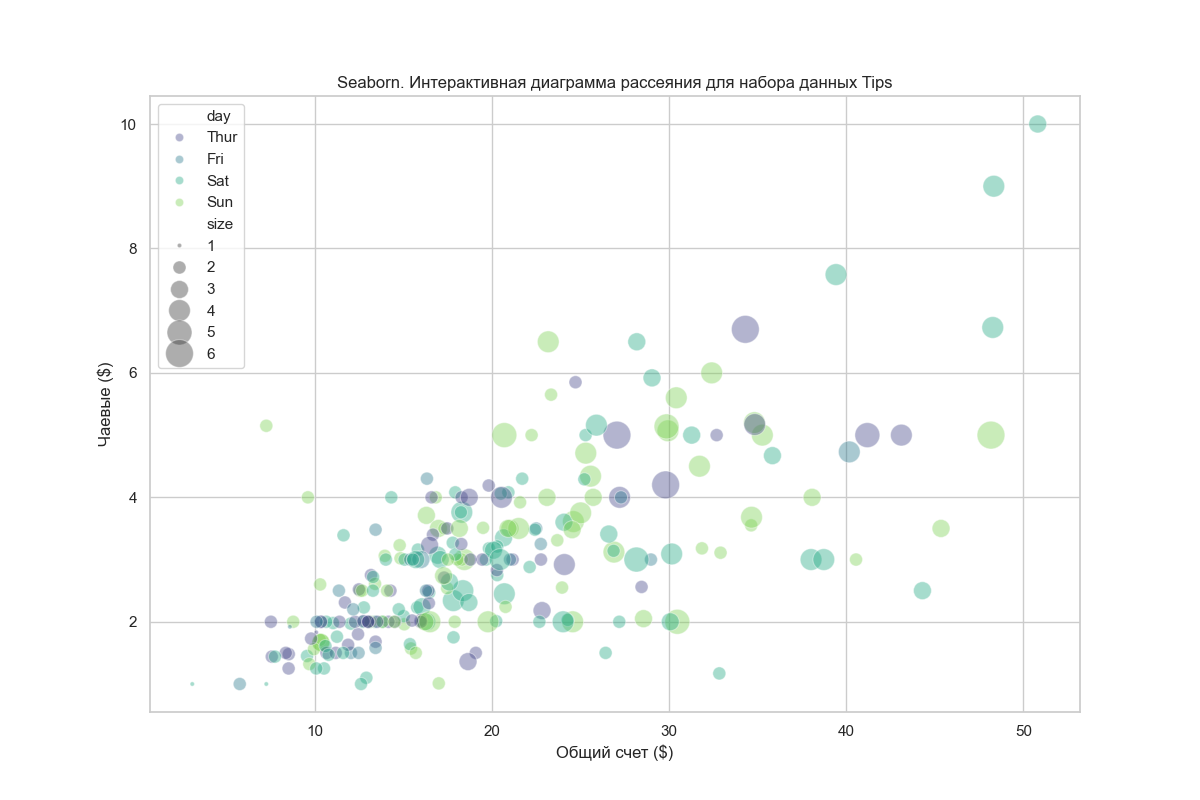 Seaborn. Интерактивная диаграмма рассеяния для набора данных Tips
day
Thur
Fri
Sat
Sun
size
1
2
3
4
5
6
10
8
6
4
2
Чаевые ($)
10
20
30
40
50
Общий счет ($)